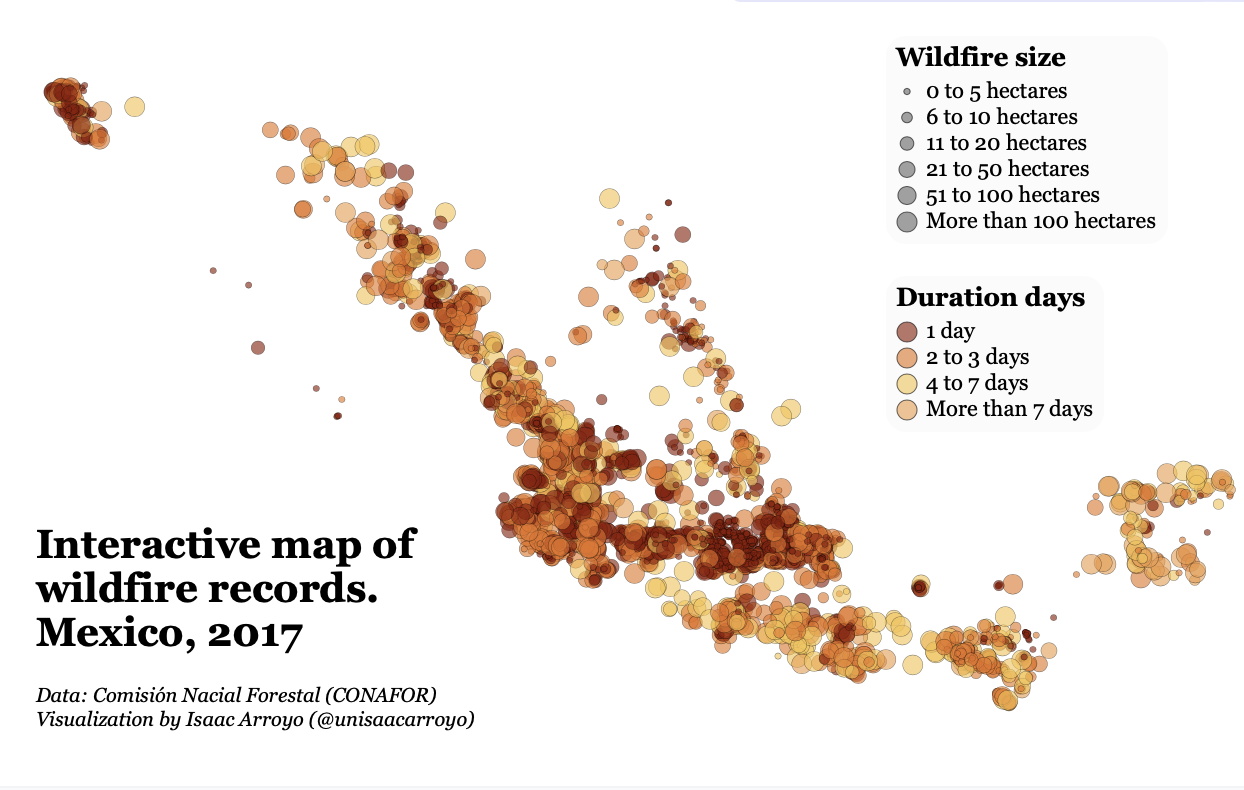 Wildfire size
0 to 5 hectares
6 to 10 hectares
11 to 20 hectares
21 to 50 hectares
51 to 100 hectares
More than 100 hectares
Duration days
1 day
2 to 3 days
4 to 7 days
More than 7 days
Interactive map of
wildfire records.
Mexico, 2017
Data: Comisión Nacial Forestal (CONAFOR)
Visualization by Isaac Arroyo (@unisaacarroyo)